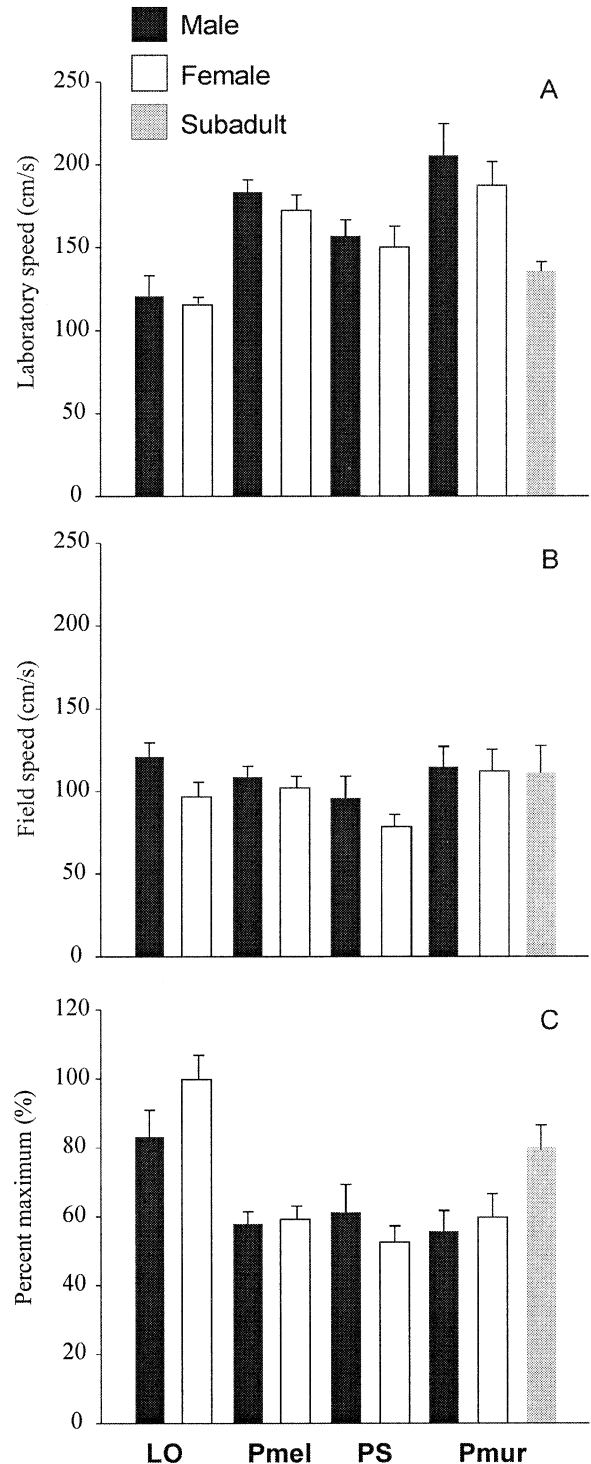 Male
Female
Subadult
A
Laboratory speed (cm/s)
250
200
150
100
50
0
B
Field speed (cm/s)
250
200
150
100
50
0
C
Percent maximum (%)
120
100
80
60
40
20
0
LO Pmel PS Pmur